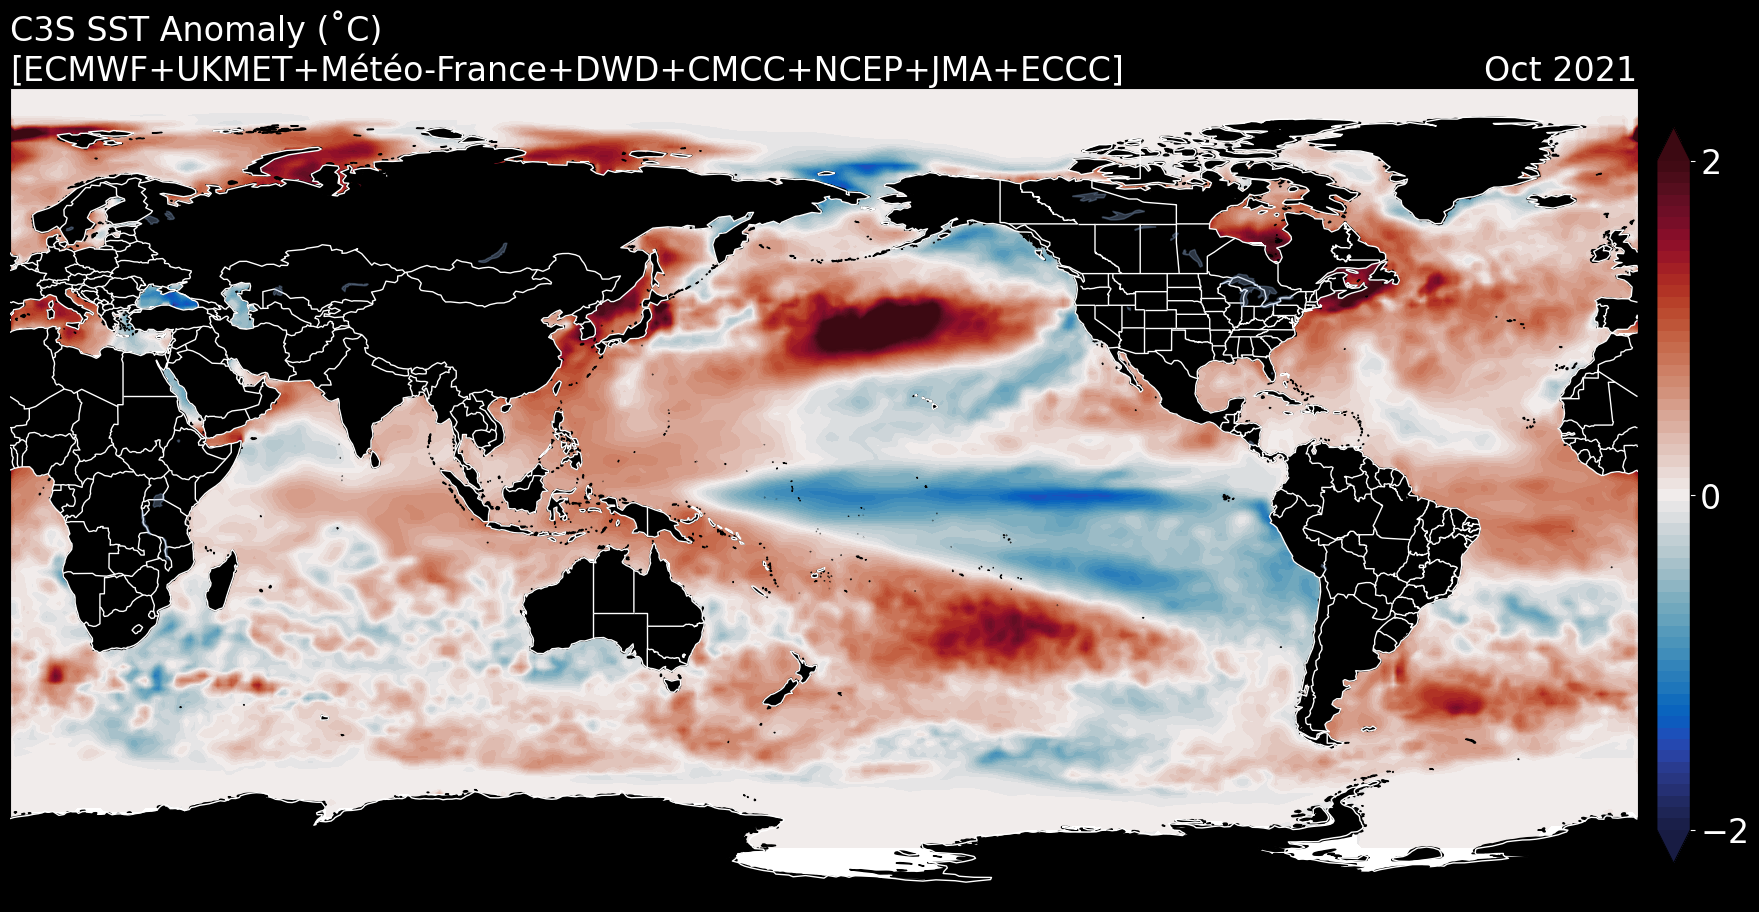 C3S SST Anomaly (˚C)
[ECMWF+UKMET+Météo-France+DWD+CMCC+NCEP+JMA+ECCC]
Oct 2021
2
0
−2